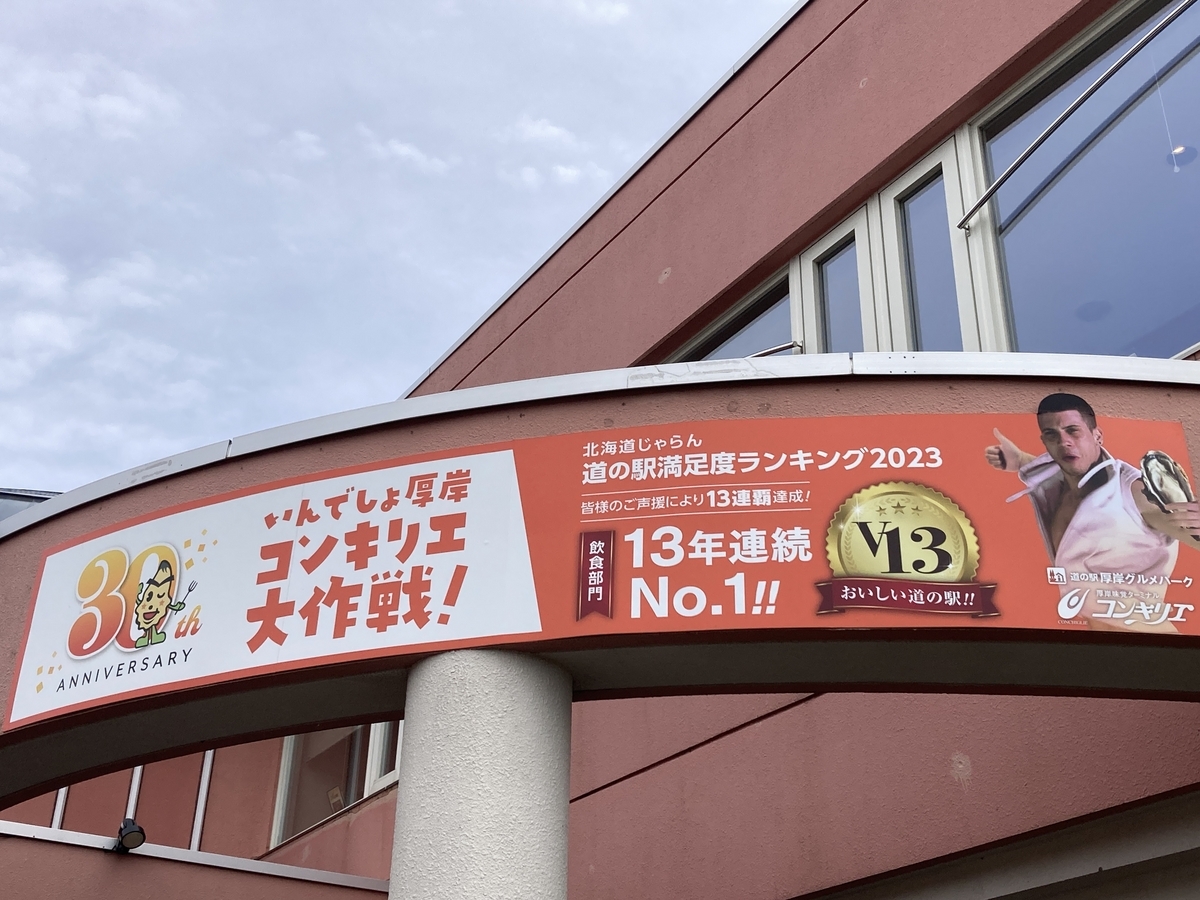 30th
ANNIVERSARY
いんでしょ厚岸
コンキリエ
大作戦!
北海道じゃらん
道の駅満足度ランキング2023
皆様のご声援により13連覇達成!
飲食部門
13年連続
No.1!!
V13
おいしい道の駅!!
道の駅 厚岸グルメパーク
厚岸味覚ターミナル
コンキリエ
CONCHIGLIE